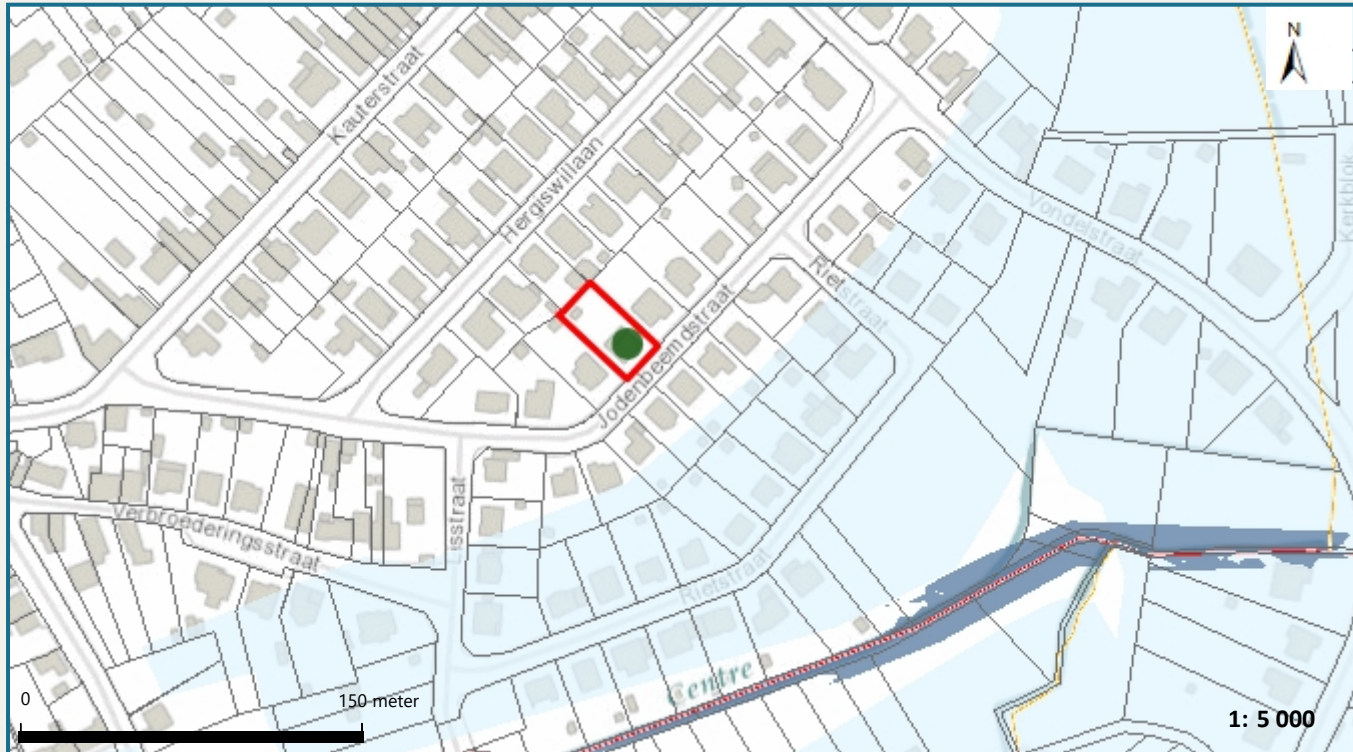 N
Kauterstraat
Hergiswillaan
Vondelstraat
Kerkblok
Rietstraat
Jodenbeemdstraat
Verbroederingsstraat
Lisstraat
Rietstraat
Centre
0
150 meter
1: 5 000